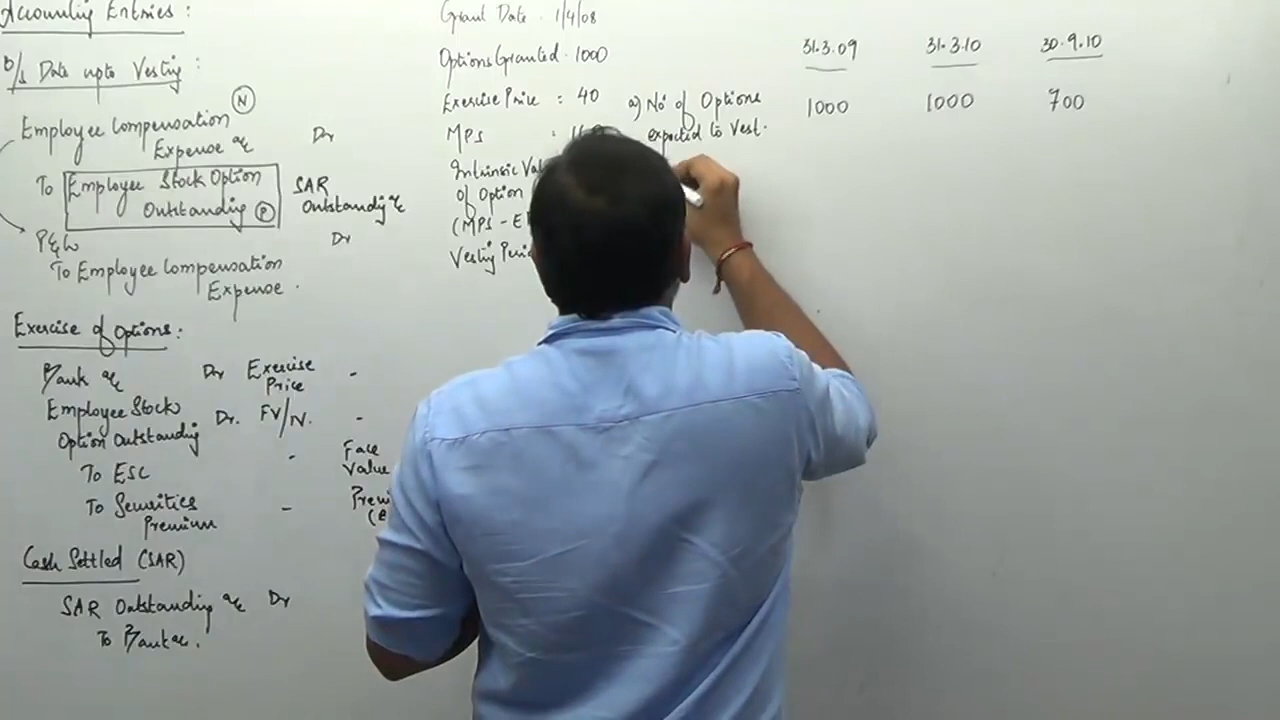 Accounting Entries:
B/s Date upto Vesting:
Employee Compensation (N)
Expense a/c Dr
To Employee Stock Option
Outstanding (P)
SAR
Outstanding a/c
P&L Dr
To Employee Compensation
Expense.
Exercise of Options:
Bank a/c Dr Exercise
Price -
Employee Stock
Option Outstanding Dr. FV/IV. -
To ESC - Face
Value
To Securities
Premium -
Cash Settled (SAR)
SAR Outstanding a/c Dr
To Bank a/c.
Grant Date. 1/4/08
Options Granted. 1000
Exercise Price : 40
MPS :
Intrinsic
of Option
(MPS -
Vesting
31.3.09 31.3.10 30.9.10
a) No of Options
expected to Vest. 1000 1000 700